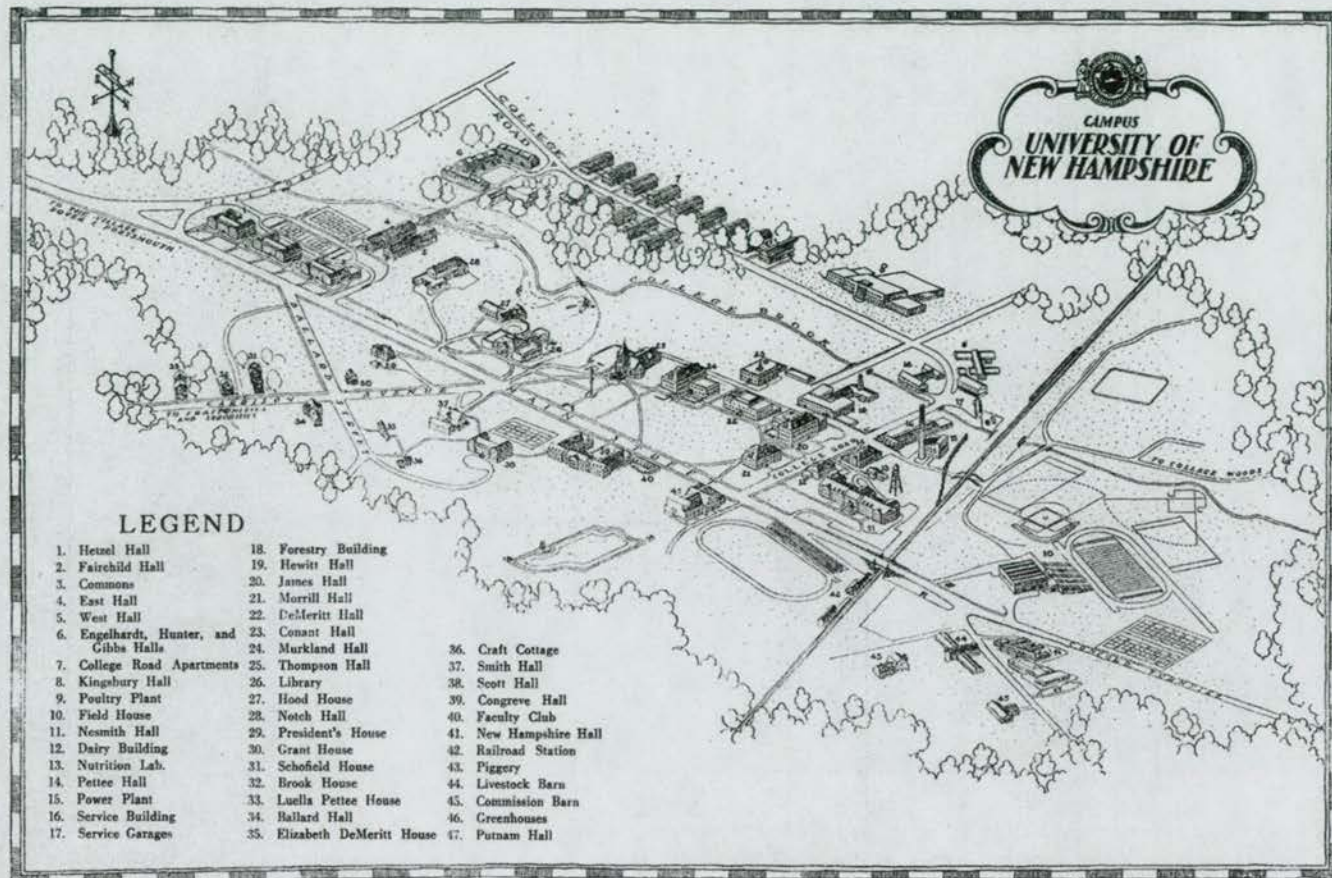 CAMPUS
UNIVERSITY OF
NEW HAMPSHIRE
COLLEGE
ROAD
PORTSMOUTH
COLLEGE BROOK
BALLARD
AVENUE
COLLEGE ROAD
TO COLLEGE WOODS
LEGEND
1. Hetzel Hall
2. Fairchild Hall
3. Commons
4. East Hall
5. West Hall
6. Engelhardt, Hunter, and
Gibbs Halls
7. College Road Apartments
8. Kingsbury Hall
9. Poultry Plant
10. Field House
11. Nesmith Hall
12. Dairy Building
13. Nutrition Lab.
14. Pettee Hall
15. Power Plant
16. Service Building
17. Service Garages
18. Forestry Building
19. Hewitt Hall
20. James Hall
21. Morrill Hall
22. DeMeritt Hall
23. Conant Hall
24. Murkland Hall
25. Thompson Hall
26. Library
27. Hood House
28. Notch Hall
29. President's House
30. Grant House
31. Schofield House
32. Brook House
33. Luella Pettee House
34. Ballard Hall
35. Elizabeth DeMeritt House
36. Craft Cottage
37. Smith Hall
38. Scott Hall
39. Congreve Hall
40. Faculty Club
41. New Hampshire Hall
42. Railroad Station
43. Piggery
44. Livestock Barn
45. Commission Barn
46. Greenhouses
47. Putnam Hall